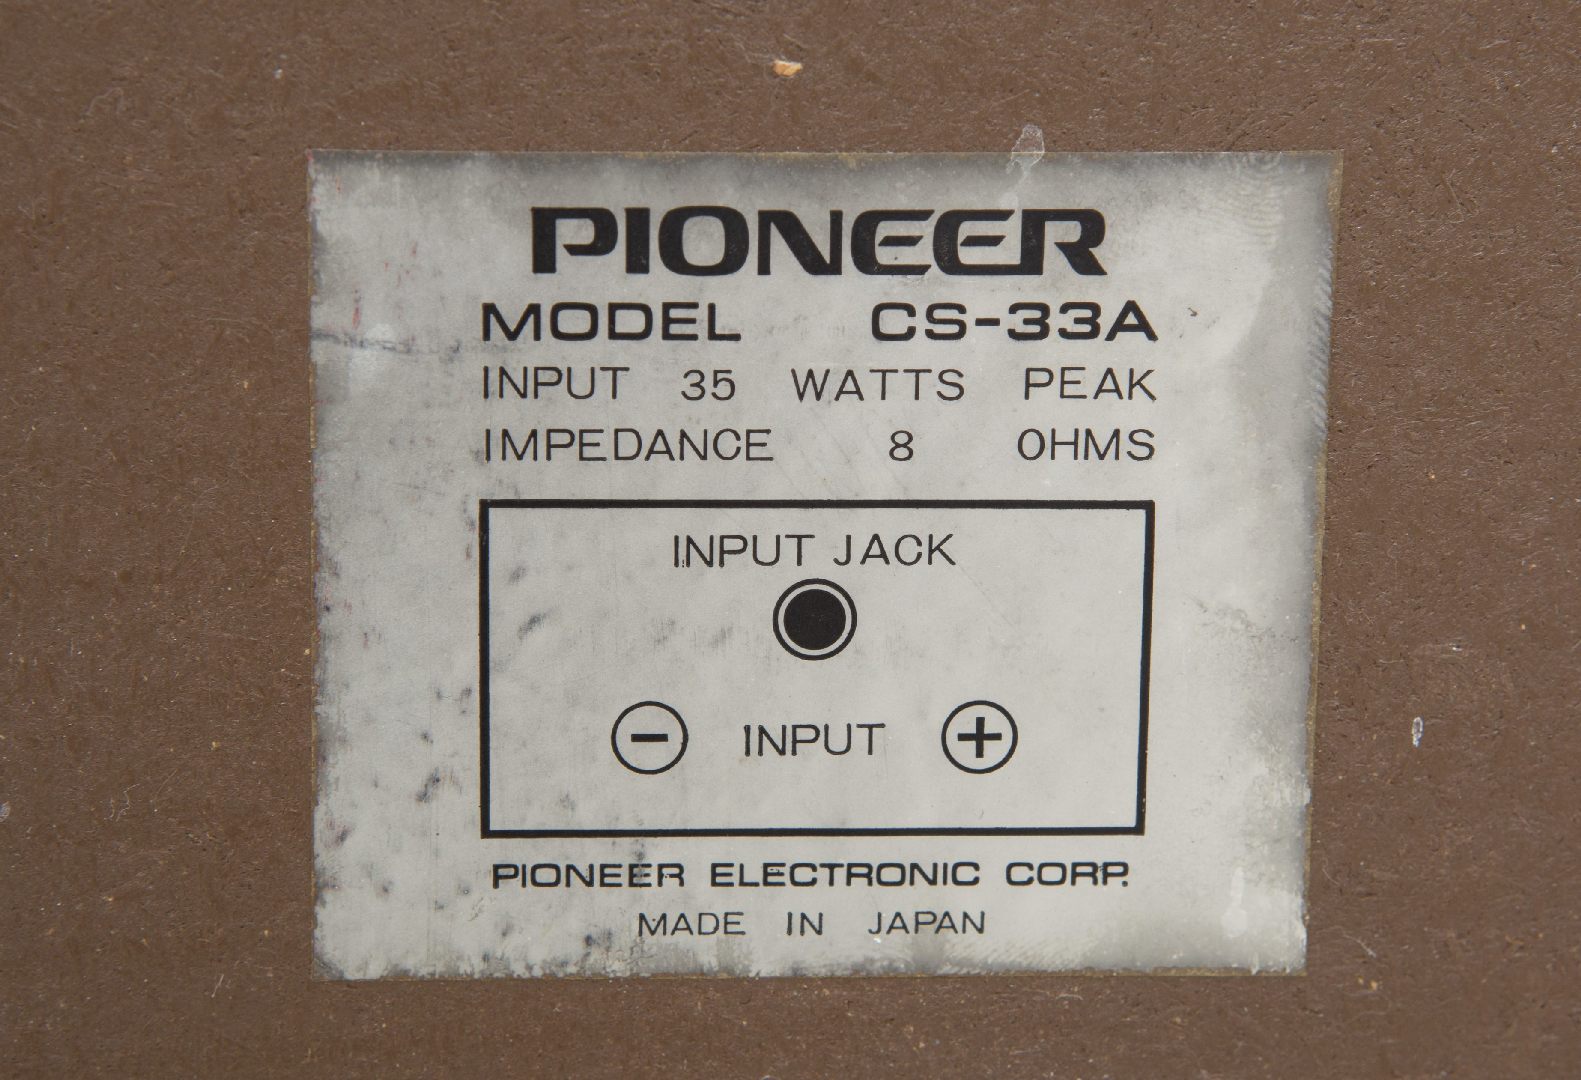 PIONEER
MODEL CS-33A
INPUT 35 WATTS PEAK
IMPEDANCE 8 OHMS
INPUT JACK
− INPUT +
PIONEER ELECTRONIC CORP.
MADE IN JAPAN